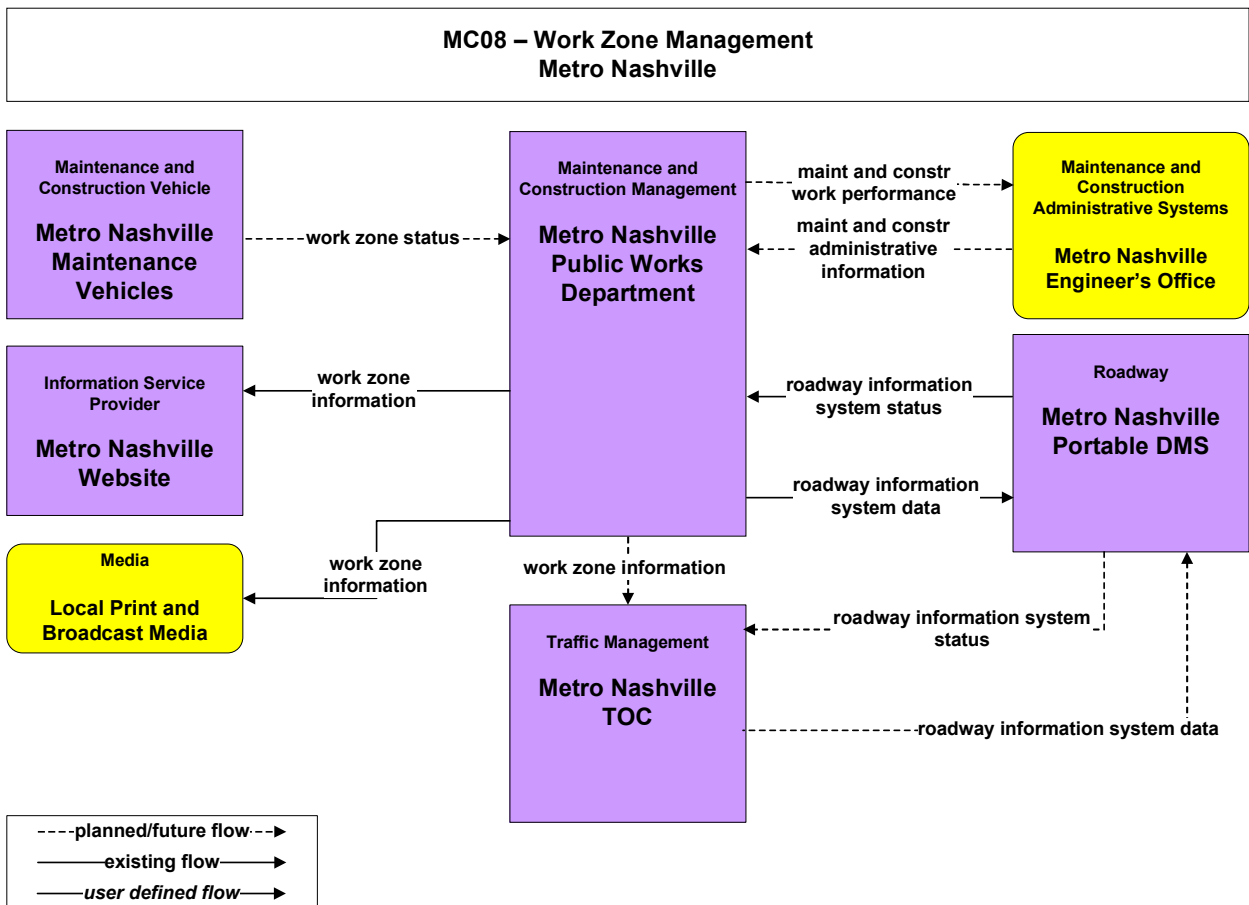 MC08 – Work Zone Management
Metro Nashville
Maintenance and
Construction Vehicle
Metro Nashville
Maintenance
Vehicles
work zone status
Maintenance and
Construction Management
Metro Nashville
Public Works
Department
maint and constr
work performance
maint and constr
administrative
information
Maintenance and
Construction
Administrative Systems
Metro Nashville
Engineer's Office
Information Service
Provider
Metro Nashville
Website
work zone
information
roadway information
system status
roadway information
system data
Roadway
Metro Nashville
Portable DMS
Media
Local Print and
Broadcast Media
work zone
information
work zone information
Traffic Management
Metro Nashville
TOC
roadway information system
status
roadway information system data
planned/future flow
existing flow
user defined flow